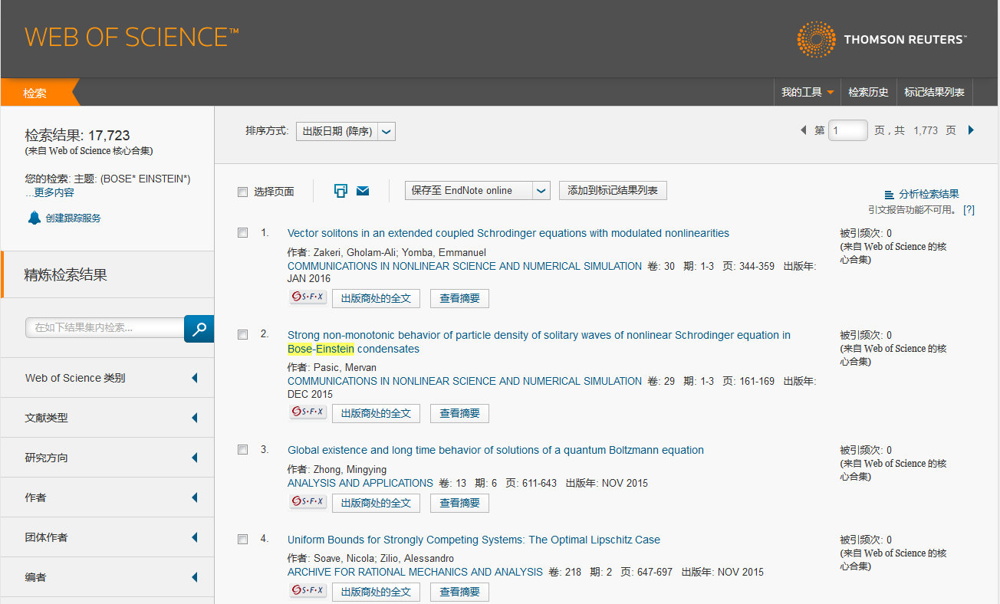 WEB OF SCIENCE™
THOMSON REUTERS™
检索
我的工具
检索历史
标记结果列表
检索结果: 17,723
(来自 Web of Science 核心合集)
您的检索: 主题: (BOSE* EINSTEIN*)
...更多内容
创建跟踪服务
精炼检索结果
在如下结果集内检索...
Web of Science 类别
文献类型
研究方向
作者
团体作者
编者
排序方式: 出版日期 (降序)
第 1 页 , 共 1,773 页
选择页面
保存至 EndNote online
添加到标记结果列表
分析检索结果
引文报告功能不可用。 [?]
1. Vector solitons in an extended coupled Schrodinger equations with modulated nonlinearities
作者: Zakeri, Gholam-Ali; Yomba, Emmanuel
COMMUNICATIONS IN NONLINEAR SCIENCE AND NUMERICAL SIMULATION 卷: 30 期: 1-3 页: 344-359 出版年:
JAN 2016
S·F·X 出版商处的全文 查看摘要
被引频次: 0
(来自 Web of Science 的核
心合集)
2. Strong non-monotonic behavior of particle density of solitary waves of nonlinear Schrodinger equation in
Bose-Einstein condensates
作者: Pasic, Mervan
COMMUNICATIONS IN NONLINEAR SCIENCE AND NUMERICAL SIMULATION 卷: 29 期: 1-3 页: 161-169 出版年:
DEC 2015
S·F·X 出版商处的全文 查看摘要
被引频次: 0
(来自 Web of Science 的核
心合集)
3. Global existence and long time behavior of solutions of a quantum Boltzmann equation
作者: Zhong, Mingying
ANALYSIS AND APPLICATIONS 卷: 13 期: 6 页: 611-643 出版年: NOV 2015
S·F·X 出版商处的全文 查看摘要
被引频次: 0
(来自 Web of Science 的核
心合集)
4. Uniform Bounds for Strongly Competing Systems: The Optimal Lipschitz Case
作者: Soave, Nicola; Zilio, Alessandro
ARCHIVE FOR RATIONAL MECHANICS AND ANALYSIS 卷: 218 期: 2 页: 647-697 出版年: NOV 2015
S·F·X 出版商处的全文 查看摘要
被引频次: 0
(来自 Web of Science 的核
心合集)